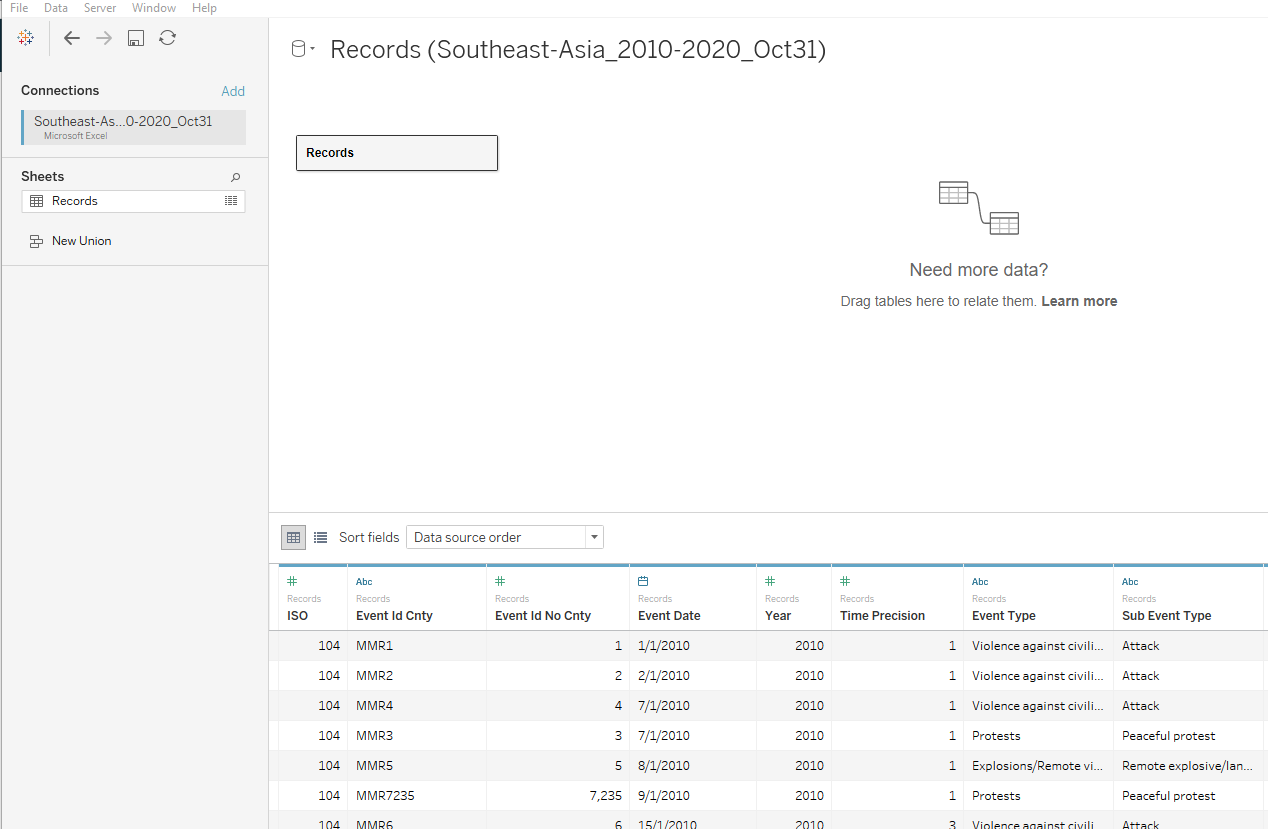 File Data Server Window Help
Connections Add
Southeast-As...0-2020_Oct31
Microsoft Excel
Sheets
Records
New Union
Records (Southeast-Asia_2010-2020_Oct31)
Records
Need more data?
Drag tables here to relate them. Learn more
Sort fields Data source order
# Abc # # # Abc Abc
Records Records Records Records Records Records Records Records
ISO Event Id Cnty Event Id No Cnty Event Date Year Time Precision Event Type Sub Event Type
104 MMR1 1 1/1/2010 2010 1 Violence against civili... Attack
104 MMR2 2 2/1/2010 2010 1 Violence against civili... Attack
104 MMR4 4 7/1/2010 2010 1 Violence against civili... Attack
104 MMR3 3 7/1/2010 2010 1 Protests Peaceful protest
104 MMR5 5 8/1/2010 2010 1 Explosions/Remote vi... Remote explosive/lan...
104 MMR7235 7,235 9/1/2010 2010 1 Protests Peaceful protest
104 MMR6 6 15/1/2010 2010 3 Violence against civili... Attack